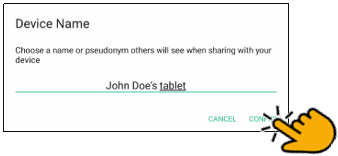 Device Name
Choose a name or pseudonym others will see when sharing with your
device
John Doe's tablet
CANCEL